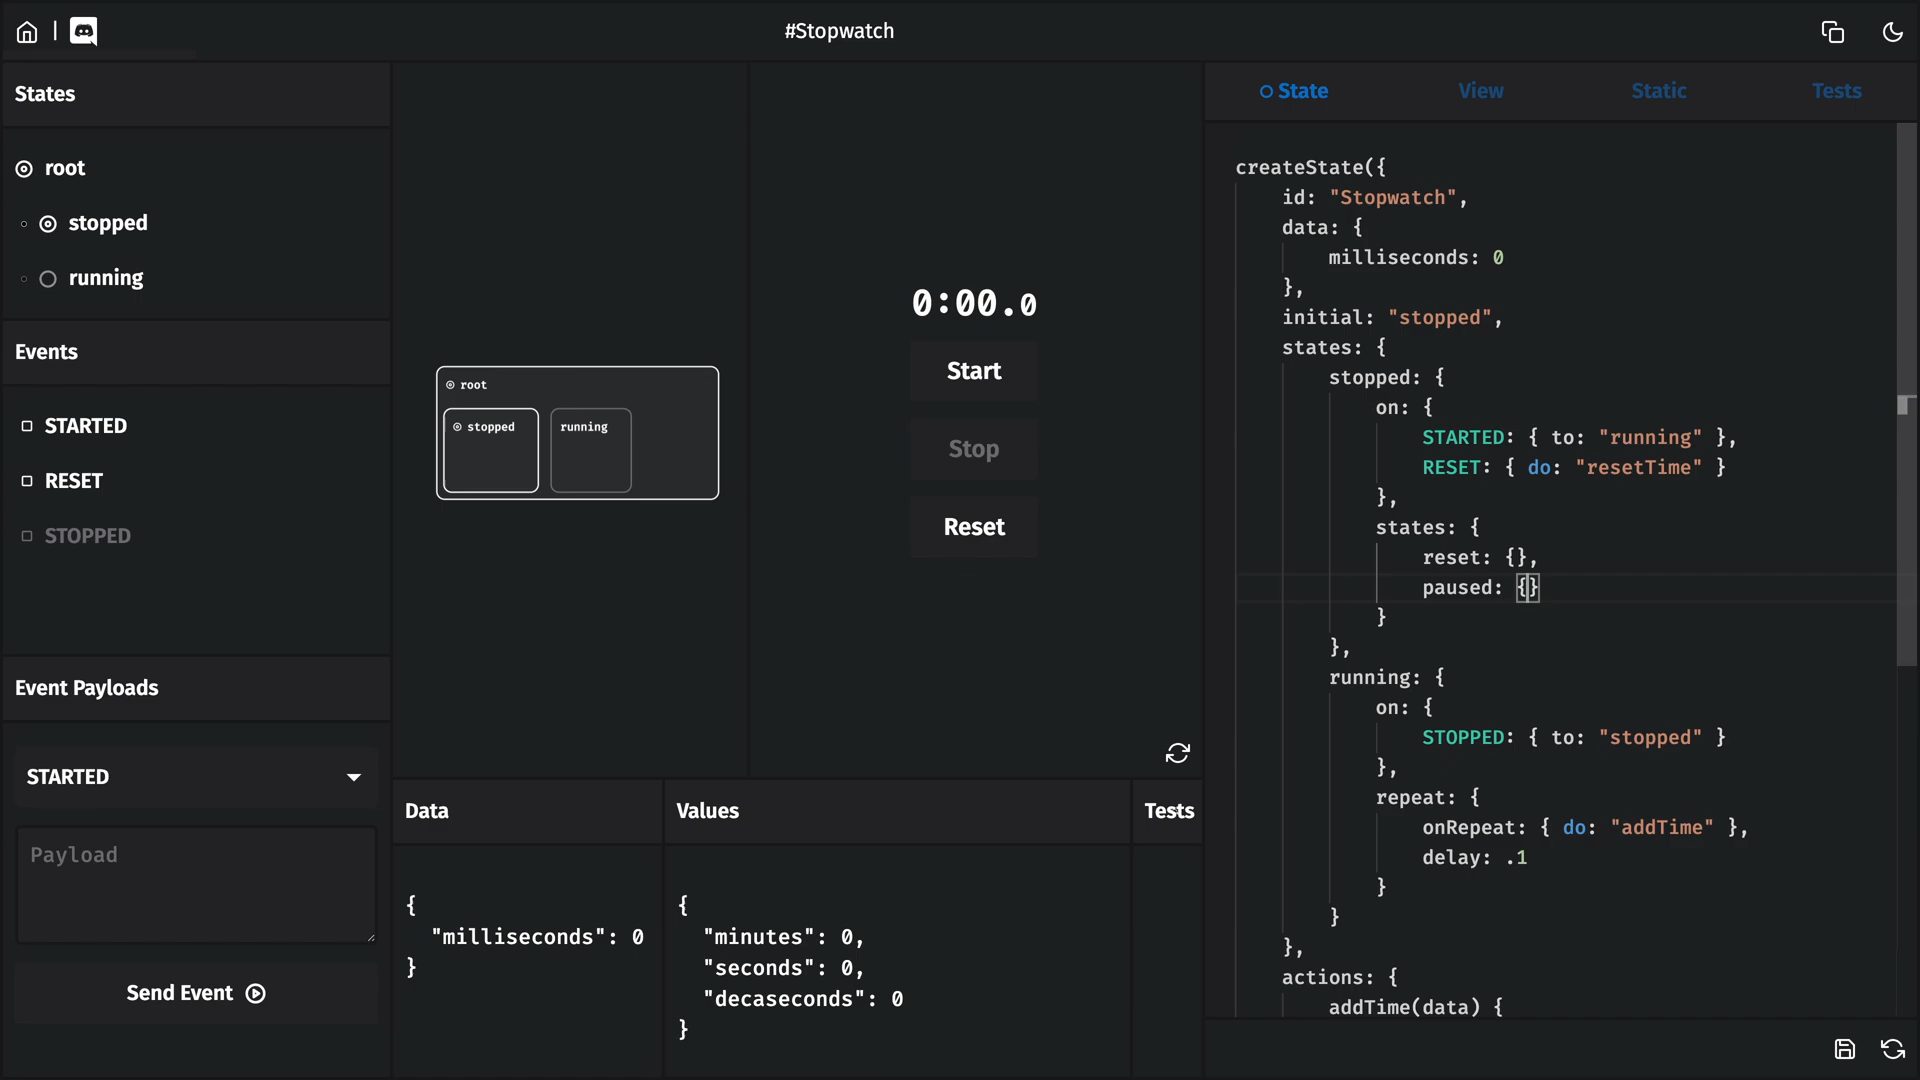 #Stopwatch
States
root
stopped
running
Events
STARTED
RESET
STOPPED
Event Payloads
STARTED
Payload
Send Event
root
stopped running
0:00.0
Start
Stop
Reset
Data
{
"milliseconds": 0
}
Values
{
"minutes": 0,
"seconds": 0,
"decaseconds": 0
}
Tests
State View Static Tests
createState({
id: "Stopwatch",
data: {
milliseconds: 0
},
initial: "stopped",
states: {
stopped: {
on: {
STARTED: { to: "running" },
RESET: { do: "resetTime" }
},
states: {
reset: {},
paused: {}
}
},
running: {
on: {
STOPPED: { to: "stopped" }
},
repeat: {
onRepeat: { do: "addTime" },
delay: .1
}
}
},
actions: {
addTime(data) {